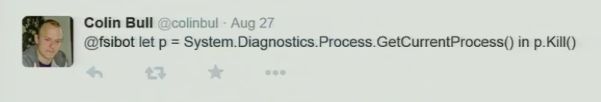 Colin Bull @colinbul · Aug 27
@fsibot let p = System.Diagnostics.Process.GetCurrentProcess() in p.Kill()